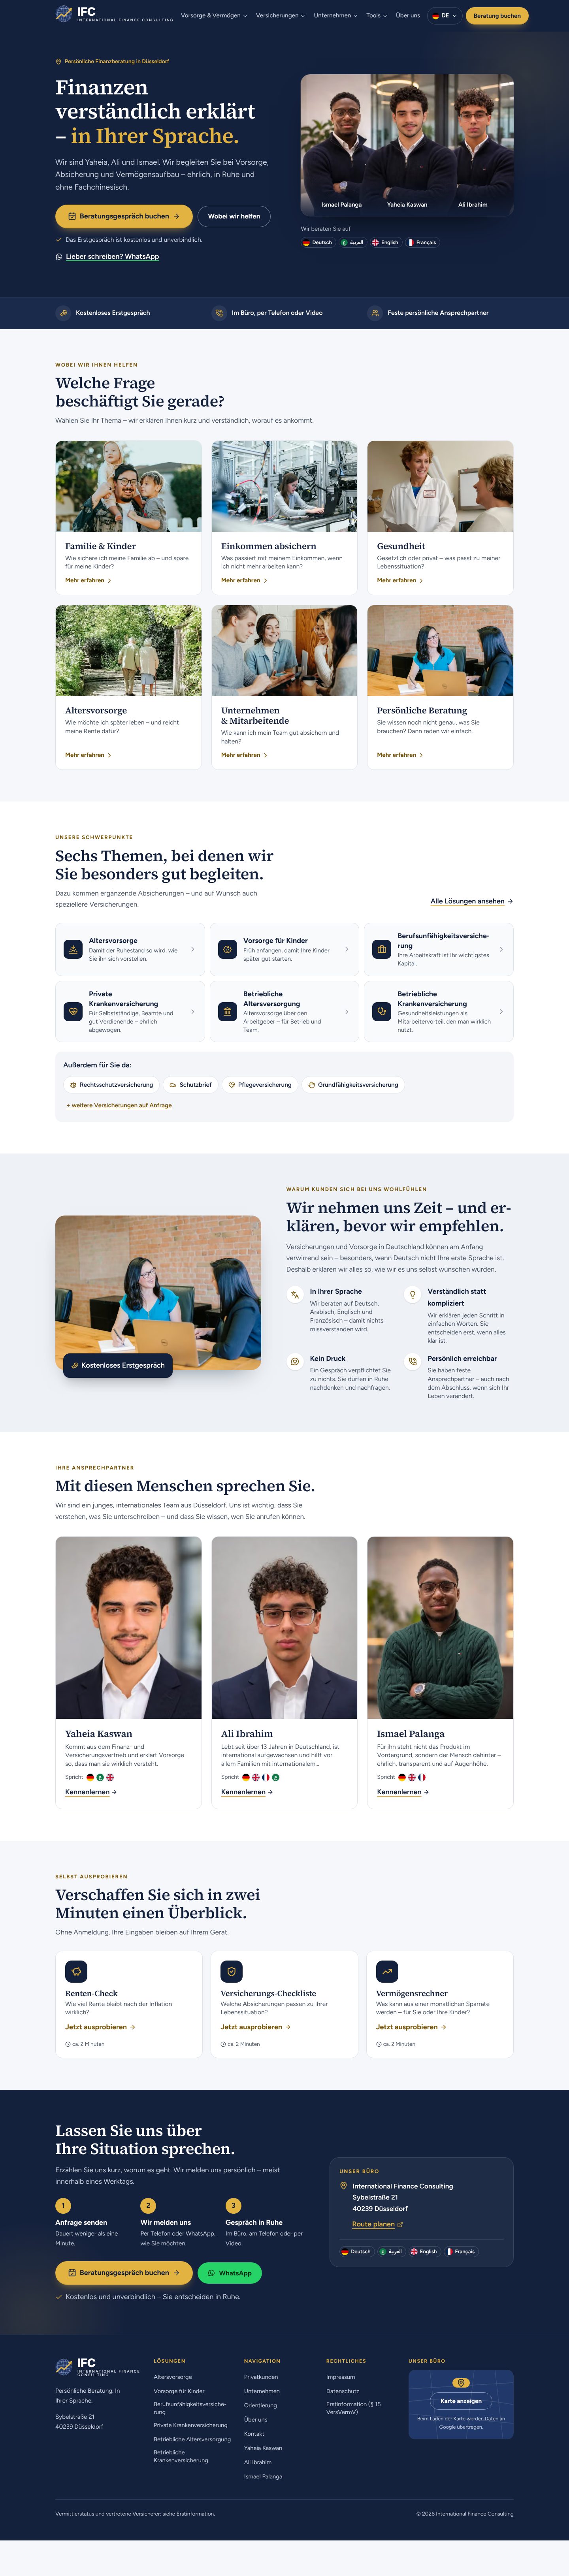 IFC
INTERNATIONAL FINANCE CONSULTING
Vorsorge & Vermögen
Versicherungen
Unternehmen
Tools
Über uns
DE
Beratung buchen
Persönliche Finanzberatung in Düsseldorf
Finanzen
verständlich erklärt
– in Ihrer Sprache.
Wir sind Yaheia, Ali und Ismael. Wir begleiten Sie bei Vorsorge,
Absicherung und Vermögensaufbau – ehrlich, in Ruhe und
ohne Fachchinesisch.
Beratungsgespräch buchen
Wobei wir helfen
Das Erstgespräch ist kostenlos und unverbindlich.
Lieber schreiben? WhatsApp
Ismael Palanga
Yaheia Kaswan
Ali Ibrahim
Wir beraten Sie auf
Deutsch
العربية
English
Français
Kostenloses Erstgespräch
Im Büro, per Telefon oder Video
Feste persönliche Ansprechpartner
WOBEI WIR IHNEN HELFEN
Welche Frage
beschäftigt Sie gerade?
Wählen Sie Ihr Thema – wir erklären Ihnen kurz und verständlich, worauf es ankommt.
Familie & Kinder
Wie sichere ich meine Familie ab – und spare
für meine Kinder?
Mehr erfahren
Einkommen absichern
Was passiert mit meinem Einkommen, wenn
ich nicht mehr arbeiten kann?
Mehr erfahren
Gesundheit
Gesetzlich oder privat – was passt zu meiner
Lebenssituation?
Mehr erfahren
Altersvorsorge
Wie möchte ich später leben – und reicht
meine Rente dafür?
Mehr erfahren
Unternehmen
& Mitarbeitende
Wie kann ich mein Team gut absichern und
halten?
Mehr erfahren
Persönliche Beratung
Sie wissen noch nicht genau, was Sie
brauchen? Dann reden wir einfach.
Mehr erfahren
UNSERE SCHWERPUNKTE
Sechs Themen, bei denen wir
Sie besonders gut begleiten.
Dazu kommen ergänzende Absicherungen – und auf Wunsch auch
speziellere Versicherungen.
Alle Lösungen ansehen
Altersvorsorge
Damit der Ruhestand so wird, wie
Sie ihn sich vorstellen.
Vorsorge für Kinder
Früh anfangen, damit Ihre Kinder
später gut starten.
Berufsunfähigkeitsversiche-
rung
Ihre Arbeitskraft ist Ihr wichtigstes
Kapital.
Private
Krankenversicherung
Für Selbstständige, Beamte und
gut Verdienende – ehrlich
abgewogen.
Betriebliche
Altersversorgung
Altersvorsorge über den
Arbeitgeber – für Betrieb und
Team.
Betriebliche
Krankenversicherung
Gesundheitsleistungen als
Mitarbeitervorteil, den man wirklich
nutzt.
Außerdem für Sie da:
Rechtsschutzversicherung
Schutzbrief
Pflegeversicherung
Grundfähigkeitsversicherung
+ weitere Versicherungen auf Anfrage
WARUM KUNDEN SICH BEI UNS WOHLFÜHLEN
Wir nehmen uns Zeit – und er-
klären, bevor wir empfehlen.
Versicherungen und Vorsorge in Deutschland können am Anfang
verwirrend sein – besonders, wenn Deutsch nicht Ihre erste Sprache ist.
Deshalb erklären wir alles so, wie wir es uns selbst wünschen würden.
Kostenloses Erstgespräch
In Ihrer Sprache
Wir beraten auf Deutsch,
Arabisch, Englisch und
Französisch – damit nichts
missverstanden wird.
Verständlich statt
kompliziert
Wir erklären jeden Schritt in
einfachen Worten. Sie
entscheiden erst, wenn alles
klar ist.
Kein Druck
Ein Gespräch verpflichtet Sie
zu nichts. Sie dürfen in Ruhe
nachdenken und nachfragen.
Persönlich erreichbar
Sie haben feste
Ansprechpartner – auch nach
dem Abschluss, wenn sich Ihr
Leben verändert.
IHRE ANSPRECHPARTNER
Mit diesen Menschen sprechen Sie.
Wir sind ein junges, internationales Team aus Düsseldorf. Uns ist wichtig, dass Sie
verstehen, was Sie unterschreiben – und dass Sie wissen, wen Sie anrufen können.
Yaheia Kaswan
Kommt aus dem Finanz- und
Versicherungsvertrieb und erklärt Vorsorge
so, dass man sie wirklich versteht.
Spricht
Kennenlernen
Ali Ibrahim
Lebt seit über 13 Jahren in Deutschland, ist
international aufgewachsen und hilft vor
allem Familien mit internationalem…
Spricht
Kennenlernen
Ismael Palanga
Für ihn steht nicht das Produkt im
Vordergrund, sondern der Mensch dahinter –
ehrlich, transparent und auf Augenhöhe.
Spricht
Kennenlernen
SELBST AUSPROBIEREN
Verschaffen Sie sich in zwei
Minuten einen Überblick.
Ohne Anmeldung. Ihre Eingaben bleiben auf Ihrem Gerät.
Renten-Check
Wie viel Rente bleibt nach der Inflation
wirklich?
Jetzt ausprobieren
ca. 2 Minuten
Versicherungs-Checkliste
Welche Absicherungen passen zu Ihrer
Lebenssituation?
Jetzt ausprobieren
ca. 2 Minuten
Vermögensrechner
Was kann aus einer monatlichen Sparrate
werden – für Sie oder Ihre Kinder?
Jetzt ausprobieren
ca. 2 Minuten
Lassen Sie uns über
Ihre Situation sprechen.
Erzählen Sie uns kurz, worum es geht. Wir melden uns persönlich – meist
innerhalb eines Werktags.
1
Anfrage senden
Dauert weniger als eine
Minute.
2
Wir melden uns
Per Telefon oder WhatsApp,
wie Sie möchten.
3
Gespräch in Ruhe
Im Büro, am Telefon oder per
Video.
Beratungsgespräch buchen
WhatsApp
Kostenlos und unverbindlich – Sie entscheiden in Ruhe.
UNSER BÜRO
International Finance Consulting
Sybelstraße 21
40239 Düsseldorf
Route planen
Deutsch
العربية
English
Français
IFC
INTERNATIONAL FINANCE
CONSULTING
Persönliche Beratung. In
Ihrer Sprache.
Sybelstraße 21
40239 Düsseldorf
LÖSUNGEN
Altersvorsorge
Vorsorge für Kinder
Berufsunfähigkeitsversiche-
rung
Private Krankenversicherung
Betriebliche Altersversorgung
Betriebliche
Krankenversicherung
NAVIGATION
Privatkunden
Unternehmen
Orientierung
Über uns
Kontakt
Yaheia Kaswan
Ali Ibrahim
Ismael Palanga
RECHTLICHES
Impressum
Datenschutz
Erstinformation (§ 15
VersVermV)
UNSER BÜRO
Karte anzeigen
Beim Laden der Karte werden Daten an
Google übertragen.
Vermittlerstatus und vertretene Versicherer: siehe Erstinformation.
© 2026 International Finance Consulting